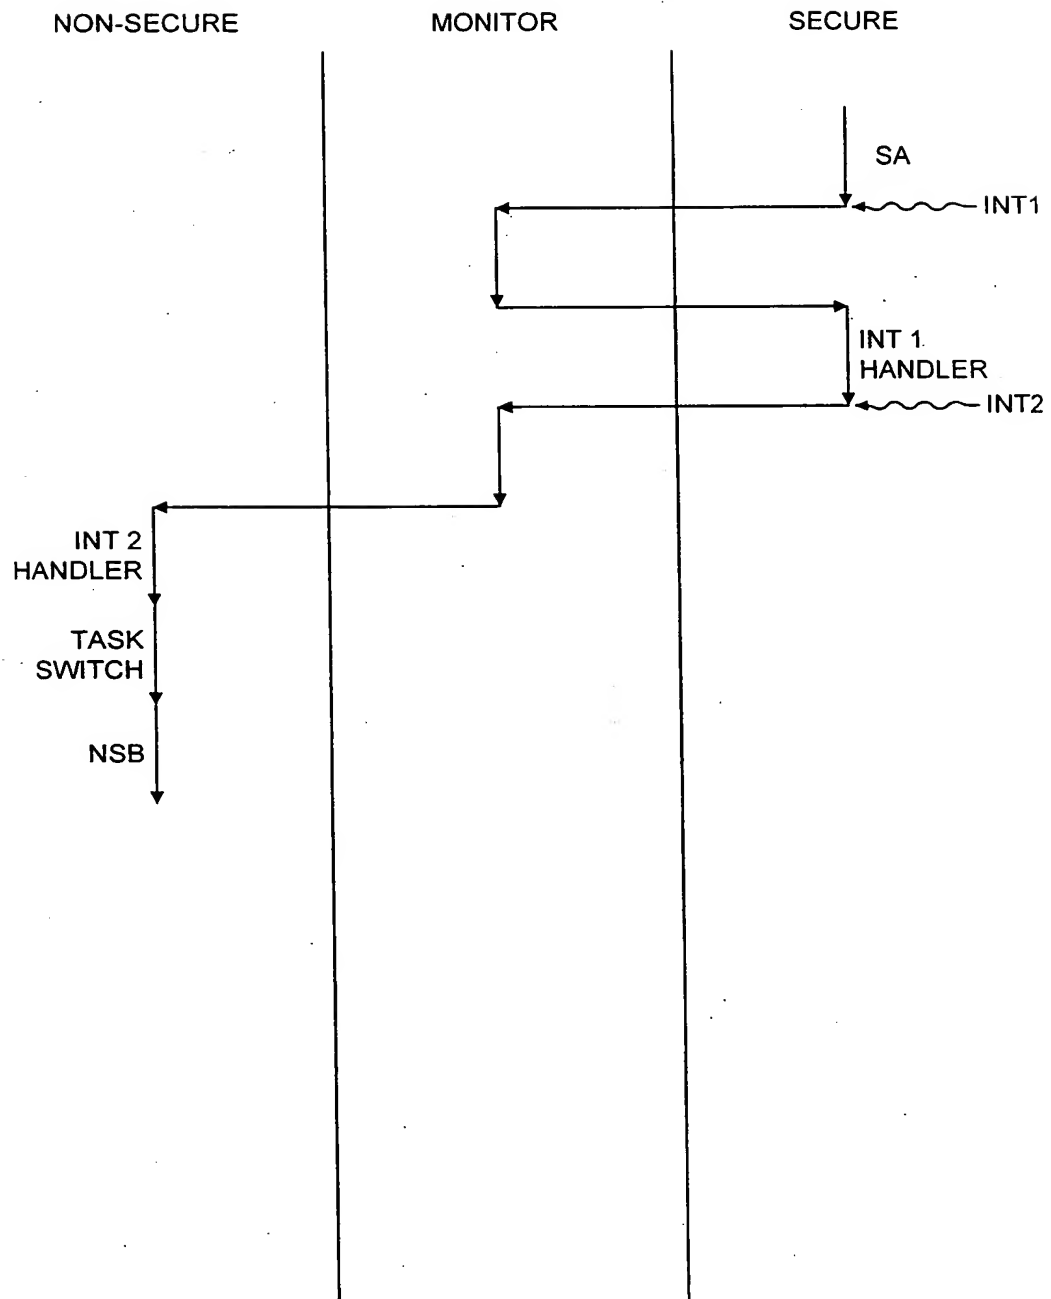 NON-SECURE
MONITOR
SECURE
SA
INT1
INT 1
HANDLER
INT2
INT 2
HANDLER
TASK
SWITCH
NSB